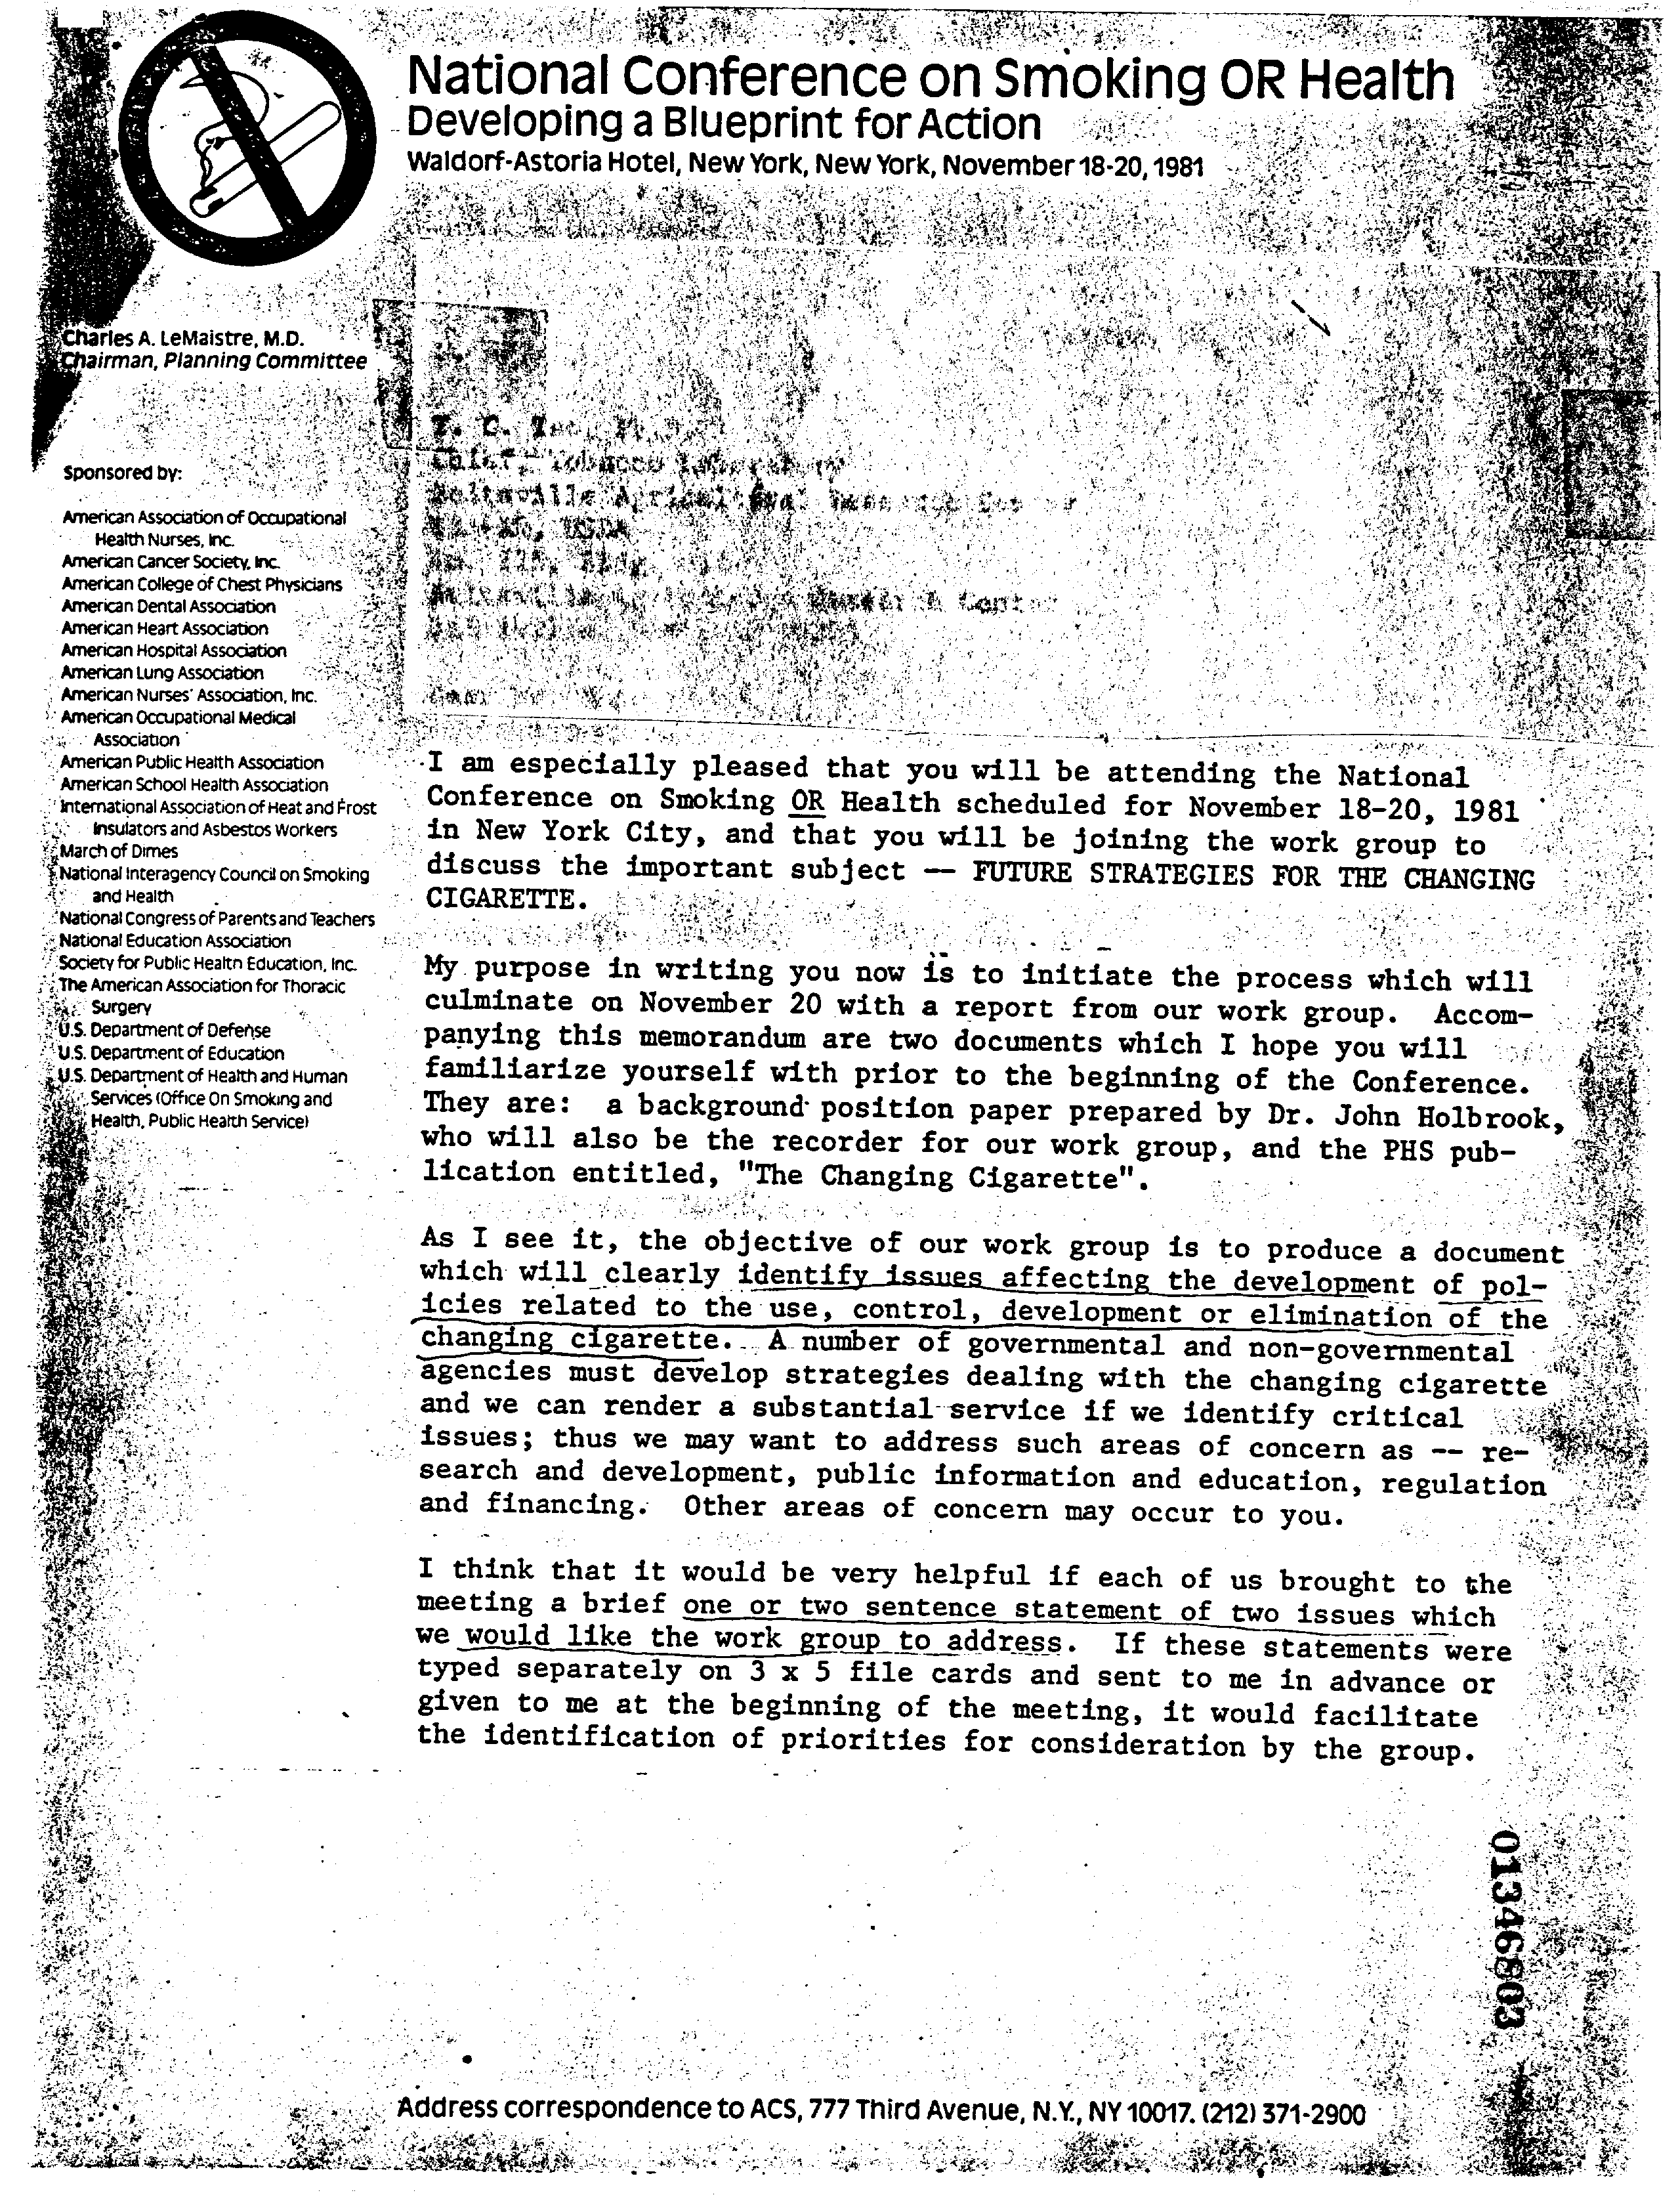 National Conference on Smoking OR Health
Developing a Blueprint for Action
Waldorf-Astoria Hotel, New York, New York, November 18-20, 1981
Charles A. LeMaistre, M.D.
Chairman, Planning Committee
Sponsored by:
American Association of Occupational
Health Nurses, Inc.
American Cancer Society, Inc.
American College of Chest Physicians
American Dental Association
American Heart Association
American Hospital Association
American Lung Association
American Nurses' Association, Inc.
American Occupational Medical
Association
American Public Health Association
American School Health Association
International Association of Heat and Frost
Insulators and Asbestos Workers
March of Dimes
National Interagency Council on Smoking
and Health
National Congress of Parents and Teachers
National Education Association
Society for Public Health Education, Inc.
The American Association for Thoracic
Surgery
U.S. Department of Defense
U.S. Department of Education
U.S. Department of Health and Human
Services (Office On Smoking and
Health, Public Health Service)
T. C.
Chief, Tobacco
USDA
Research Center
I am especially pleased that you will be attending the National
Conference on Smoking OR Health scheduled for November 18-20, 1981
in New York City, and that you will be joining the work group to
discuss the important subject -- FUTURE STRATEGIES FOR THE CHANGING
CIGARETTE.
My purpose in writing you now is to initiate the process which will
culminate on November 20 with a report from our work group. Accom-
panying this memorandum are two documents which I hope you will
familiarize yourself with prior to the beginning of the Conference.
They are: a background position paper prepared by Dr. John Holbrook,
who will also be the recorder for our work group, and the PHS pub-
lication entitled, "The Changing Cigarette".
As I see it, the objective of our work group is to produce a document
which will clearly identify issues affecting the development of pol-
icies related to the use, control, development or elimination of the
changing cigarette. A number of governmental and non-governmental
agencies must develop strategies dealing with the changing cigarette
and we can render a substantial service if we identify critical
issues; thus we may want to address such areas of concern as -- re-
search and development, public information and education, regulation
and financing. Other areas of concern may occur to you.
I think that it would be very helpful if each of us brought to the
meeting a brief one or two sentence statement of two issues which
we would like the work group to address. If these statements were
typed separately on 3 x 5 file cards and sent to me in advance or
given to me at the beginning of the meeting, it would facilitate
the identification of priorities for consideration by the group.
01346803
Address correspondence to ACS, 777 Third Avenue, N.Y., NY 10017. (212) 371-2900